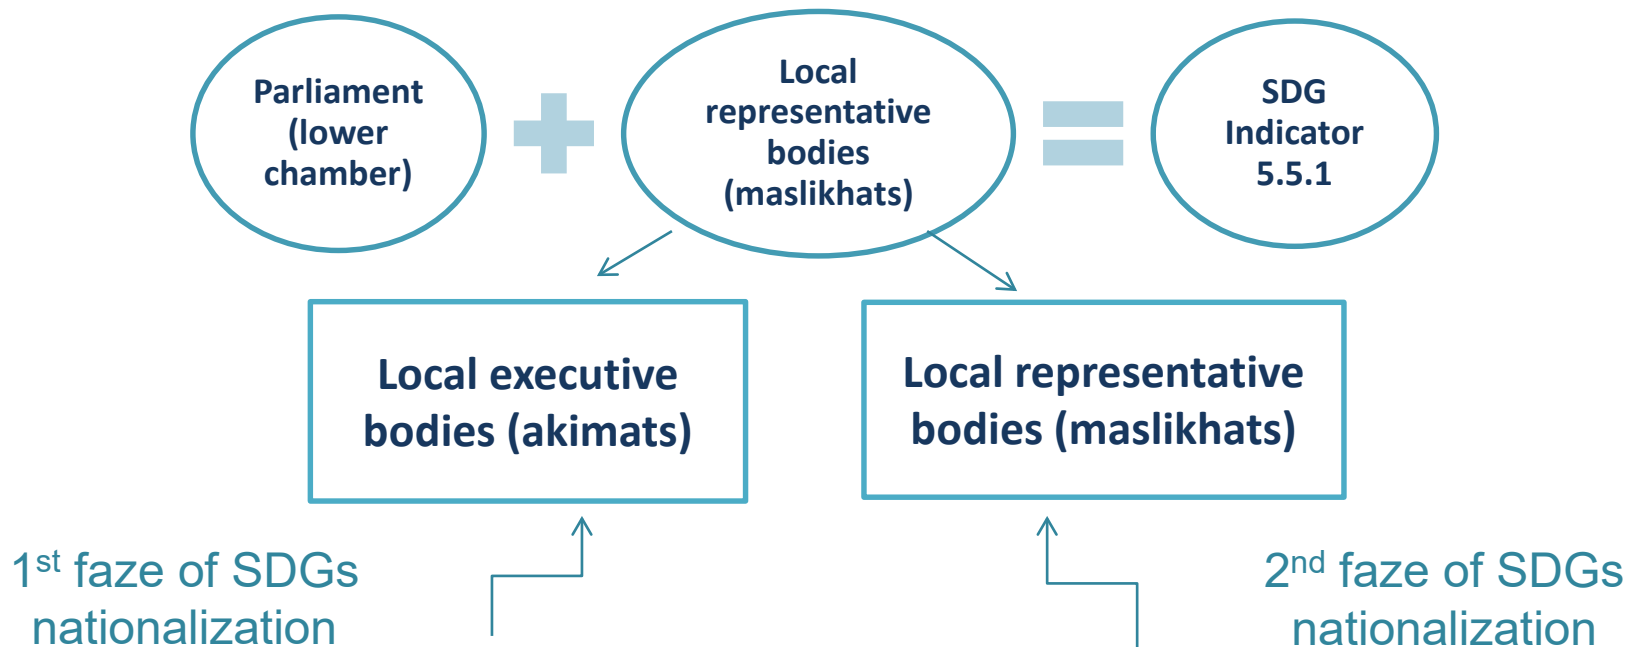 Parliament
(lower
chamber)
Local
representative
bodies
(maslikhats)
SDG
Indicator
5.5.1
Local executive
bodies (akimats)
Local representative
bodies (maslikhats)
1st faze of SDGs
nationalization
2nd faze of SDGs
nationalization